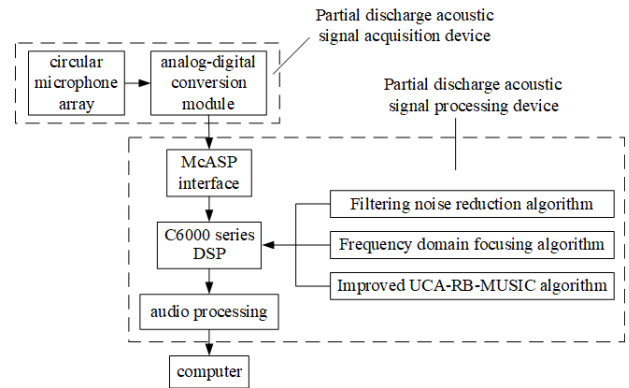 Partial discharge acoustic
signal acquisition device
circular
microphone
array
analog-digital
conversion
module
Partial discharge acoustic
signal processing device
McASP
interface
C6000 series
DSP
Filtering noise reduction algorithm
Frequency domain focusing algorithm
Improved UCA-RB-MUSIC algorithm
audio processing
computer